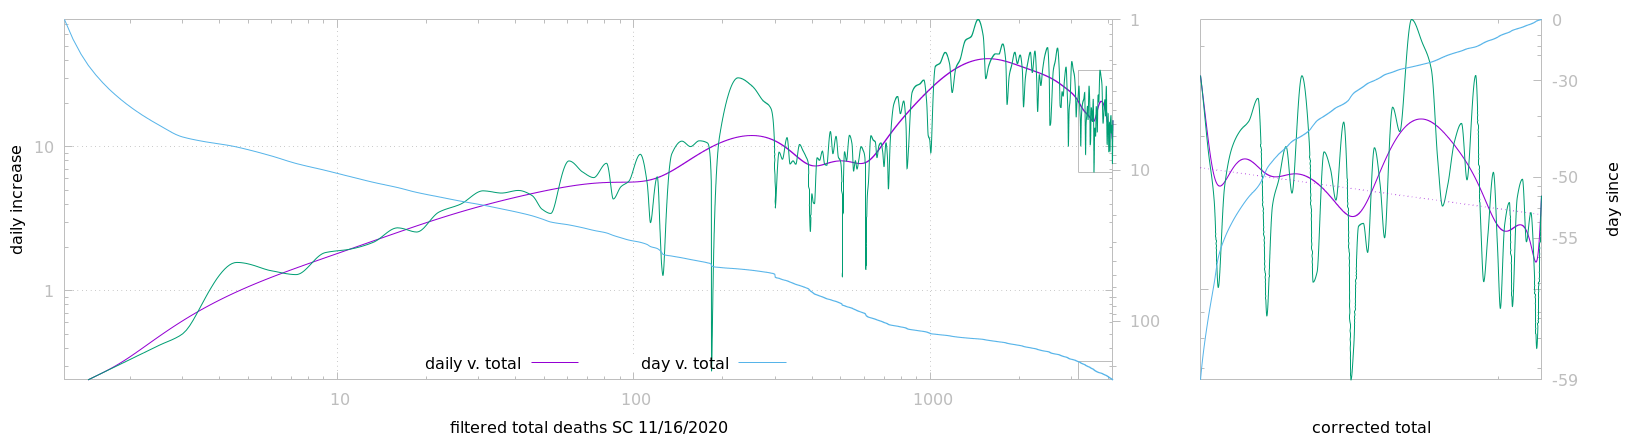 daily increase
10
1
daily v. total
day v. total
10
100
1000
filtered total deaths SC 11/16/2020
1
10
100
0
-30
-50
-55
-59
day since
corrected total